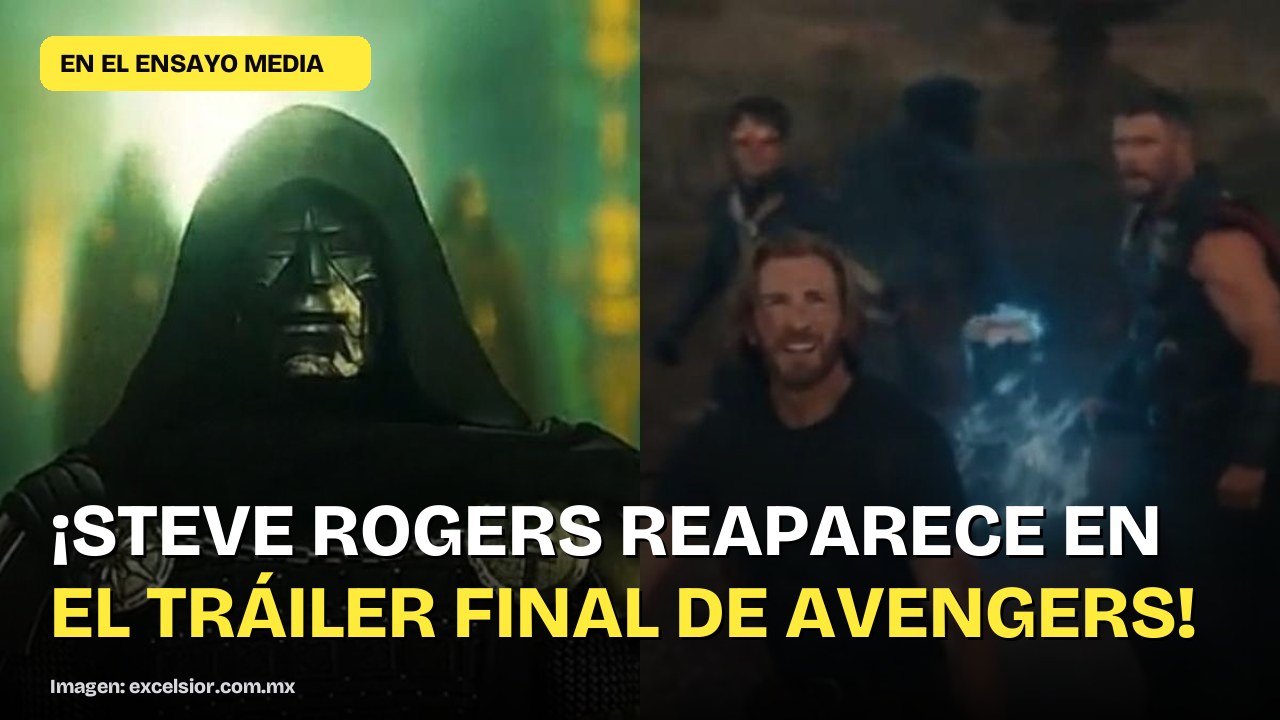 EN EL ENSAYO MEDIA
¡STEVE ROGERS REAPARECE EN
EL TRÁILER FINAL DE AVENGERS!
Imagen: excelsior.com.mx